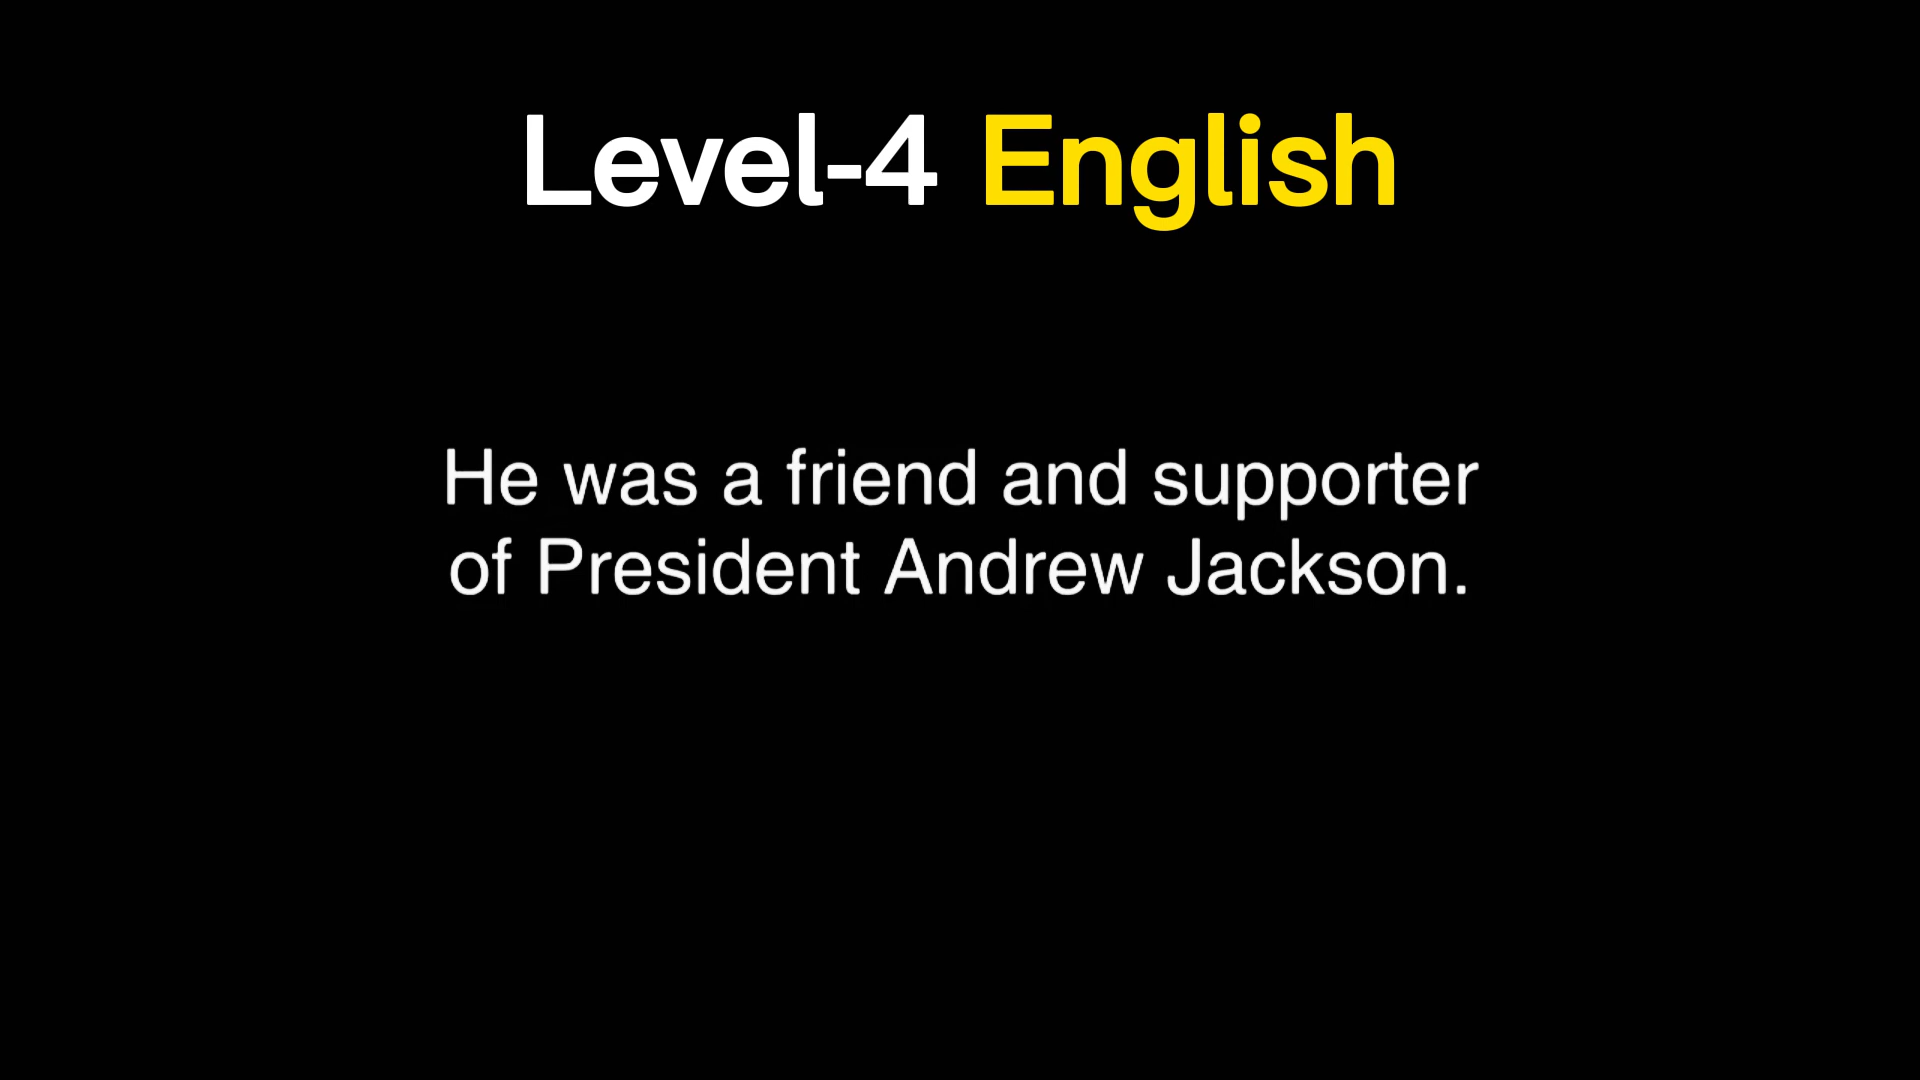 Level-4 English
He was a friend and supporter
of President Andrew Jackson.